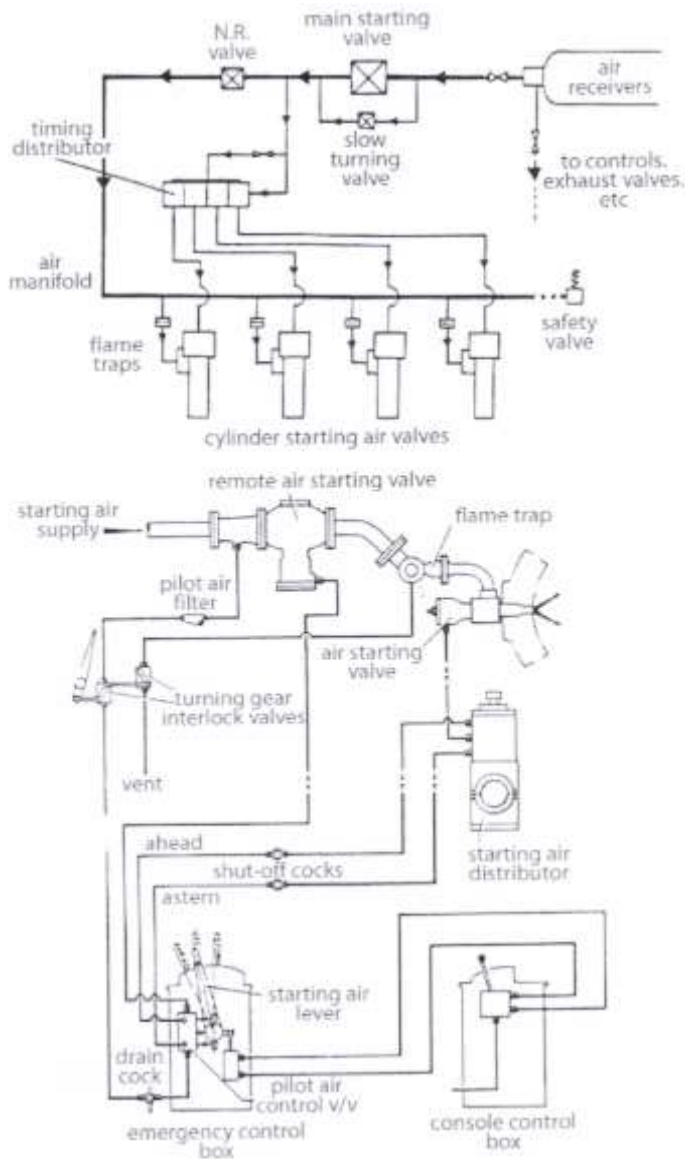 N.R.
valve
main starting
valve
air
receivers
timing
distributor
slow
turning
valve
to controls,
exhaust valves,
etc
air
manifold
safety
valve
flame
traps
cylinder starting air valves
remote air starting valve
starting air
supply
flame trap
pilot air
filter
air starting
valve
turning gear
interlock valves
vent
ahead
shut-off cocks
astern
starting air
distributor
starting air
lever
drain
cock
pilot air
control v/v
emergency control
box
console control
box